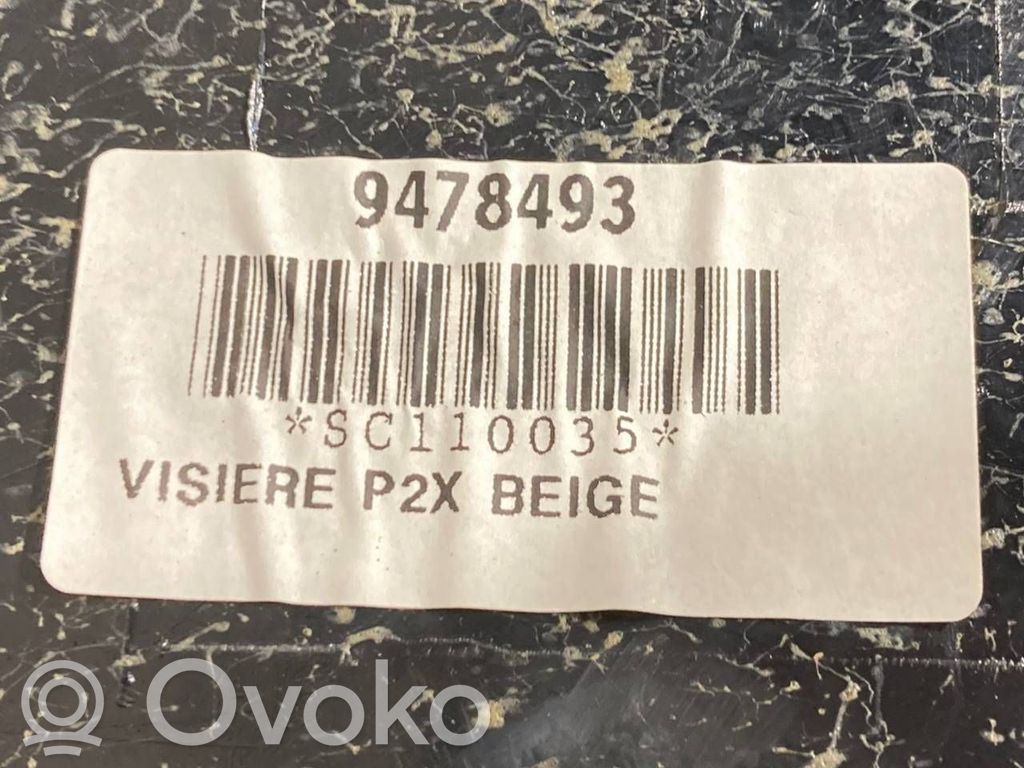 9478493
*SC110035*
VISIERE P2X BEIGE
Ovoko